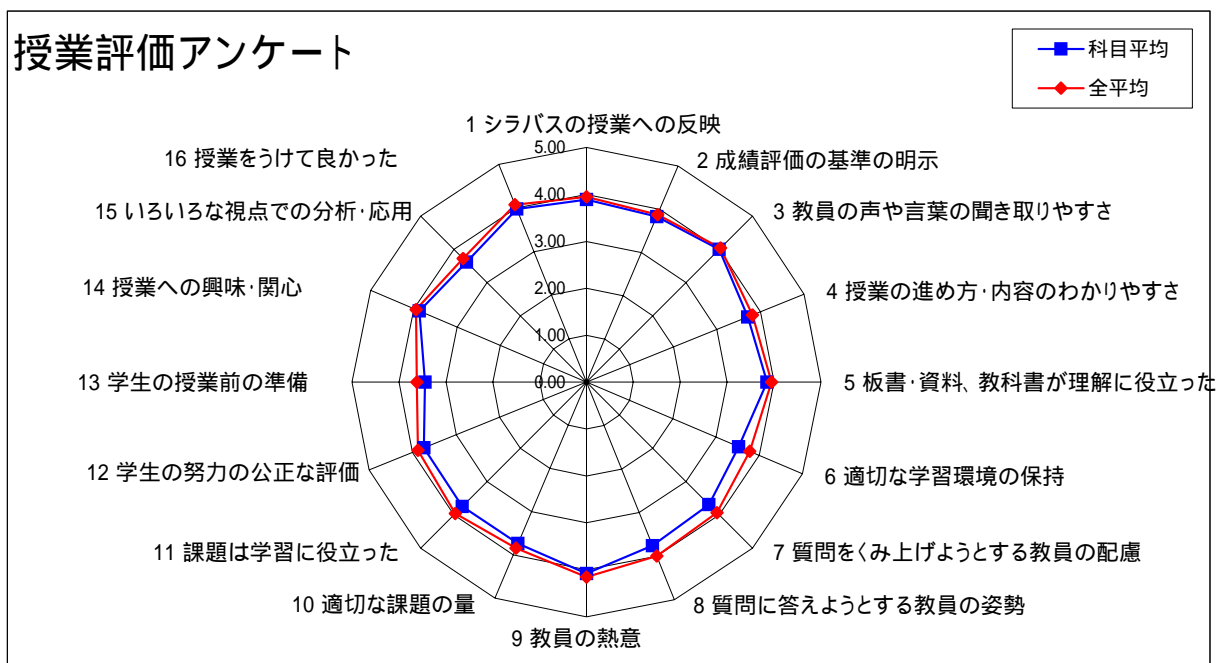 授業評価アンケート
科目平均
全平均
1 シラバスの授業への反映
2 成績評価の基準の明示
3 教員の声や言葉の聞き取りやすさ
4 授業の進め方・内容のわかりやすさ
5 板書・資料、教科書が理解に役立った
6 適切な学習環境の保持
7 質問をくみ上げようとする教員の配慮
8 質問に答えようとする教員の姿勢
9 教員の熱意
10 適切な課題の量
11 課題は学習に役立った
12 学生の努力の公正な評価
13 学生の授業前の準備
14 授業への興味・関心
15 いろいろな視点での分析・応用
16 授業をうけて良かった
5.00
4.00
3.00
2.00
1.00
0.00